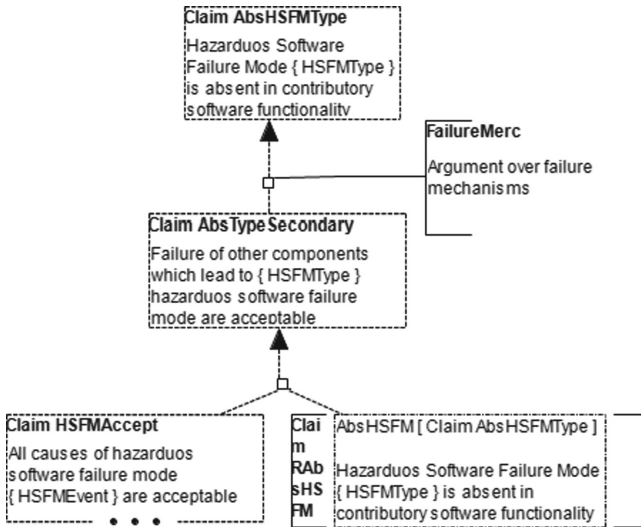 Claim AbsHSFMType
Hazarduos Software
Failure Mode { HSFMType }
is absent in contributory
software functionality
FailureMerc
Argument over failure
mechanisms
Claim AbsTypeSecondary
Failure of other components
which lead to { HSFMType }
hazarduos software failure
mode are acceptable
Claim HSFMAccept
All causes of hazarduos
software failure mode
{ HSFMEvent } are acceptable
• • •
Clai
m
RAb
sHS
FM
AbsHSFM [ Claim AbsHSFMType ]
Hazarduos Software Failure Mode
{ HSFMType } is absent in
contributory software functionality